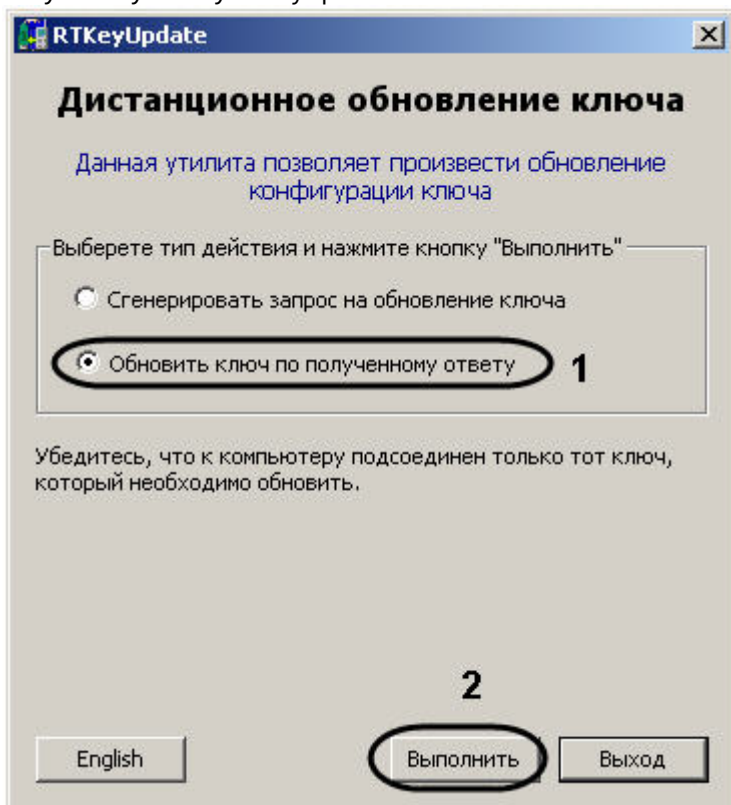 RTKeyUpdate
Дистанционное обновление ключа
Данная утилита позволяет произвести обновление
конфигурации ключа
Выберете тип действия и нажмите кнопку "Выполнить"
Сгенерировать запрос на обновление ключа
Обновить ключ по полученному ответу 1
Убедитесь, что к компьютеру подсоединен только тот ключ,
который необходимо обновить.
2
English Выполнить Выход